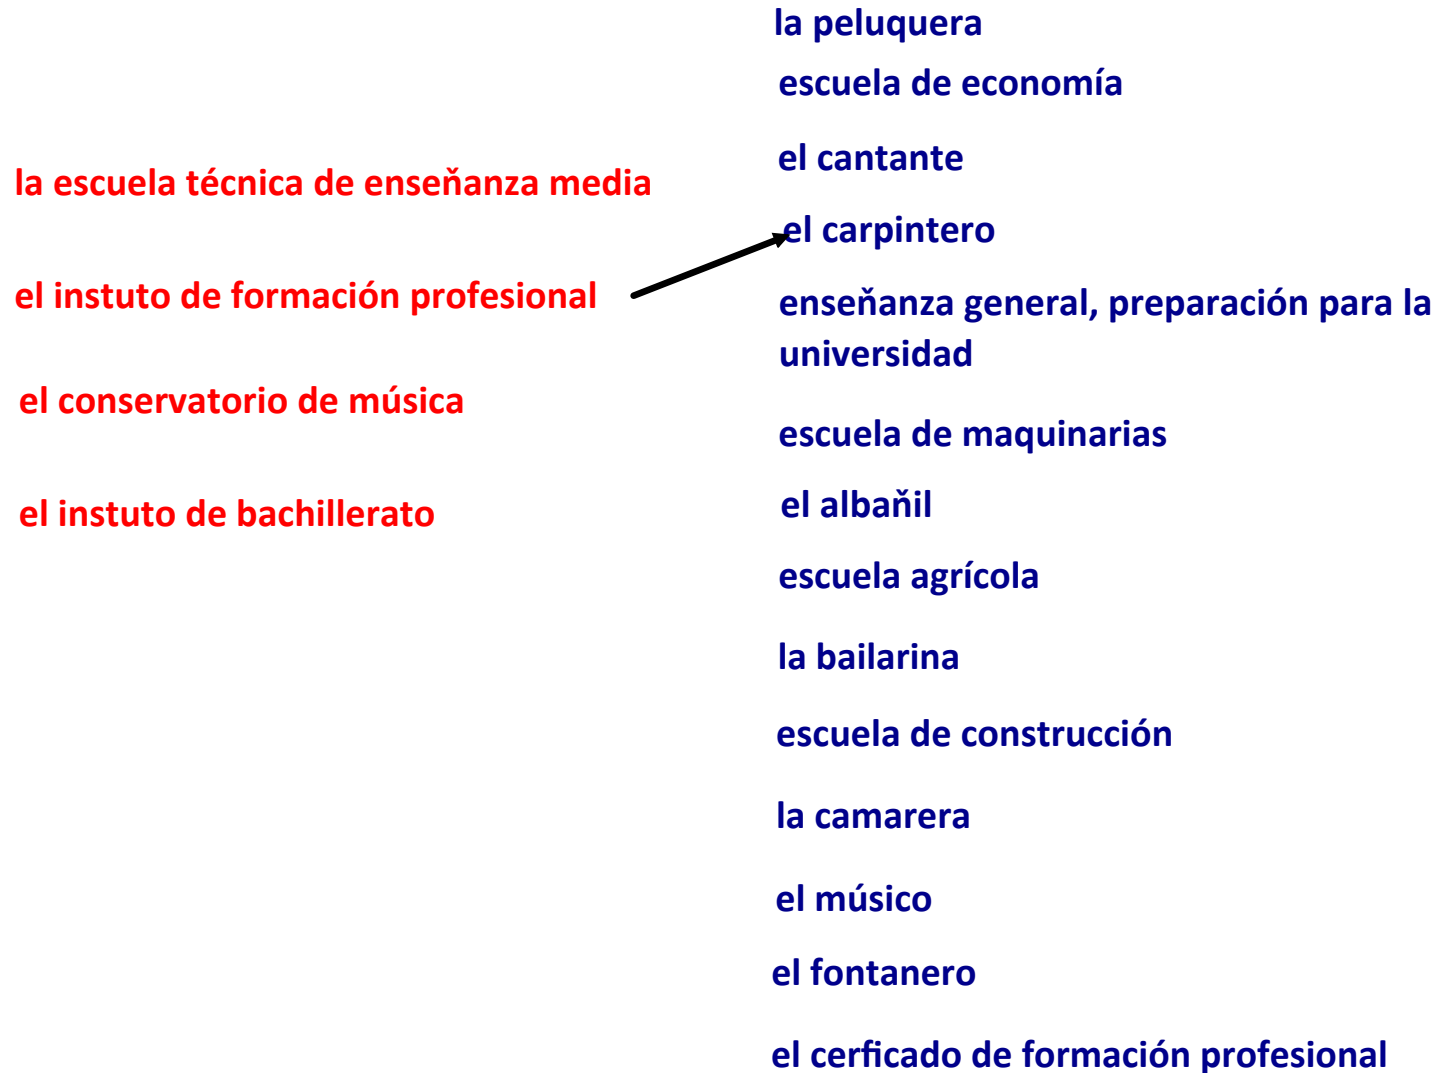 la peluquera
escuela de economía
el cantante
la escuela técnica de enseňanza media
el carpintero
el instuto de formación profesional
enseňanza general, preparación para la
universidad
el conservatorio de música
escuela de maquinarias
el instuto de bachillerato
el albaňil
escuela agrícola
la bailarina
escuela de construcción
la camarera
el músico
el fontanero
el cerficado de formación profesional